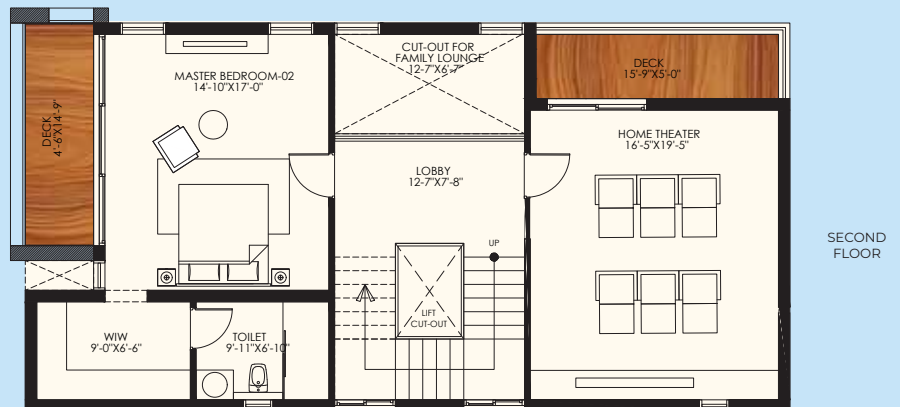 CUT-OUT FOR
FAMILY LOUNGE
12'-7"X6'-7"
DECK
15'-9"X5'-0"
MASTER BEDROOM-02
14'-10"X17'-0"
DECK
4'-6"X14'-9"
HOME THEATER
16'-5"X19'-5"
LOBBY
12'-7"X7'-8"
SECOND
FLOOR
UP
LIFT
CUT-OUT
WIW
9'-0"X6'-6"
TOILET
9'-11"X6'-10"